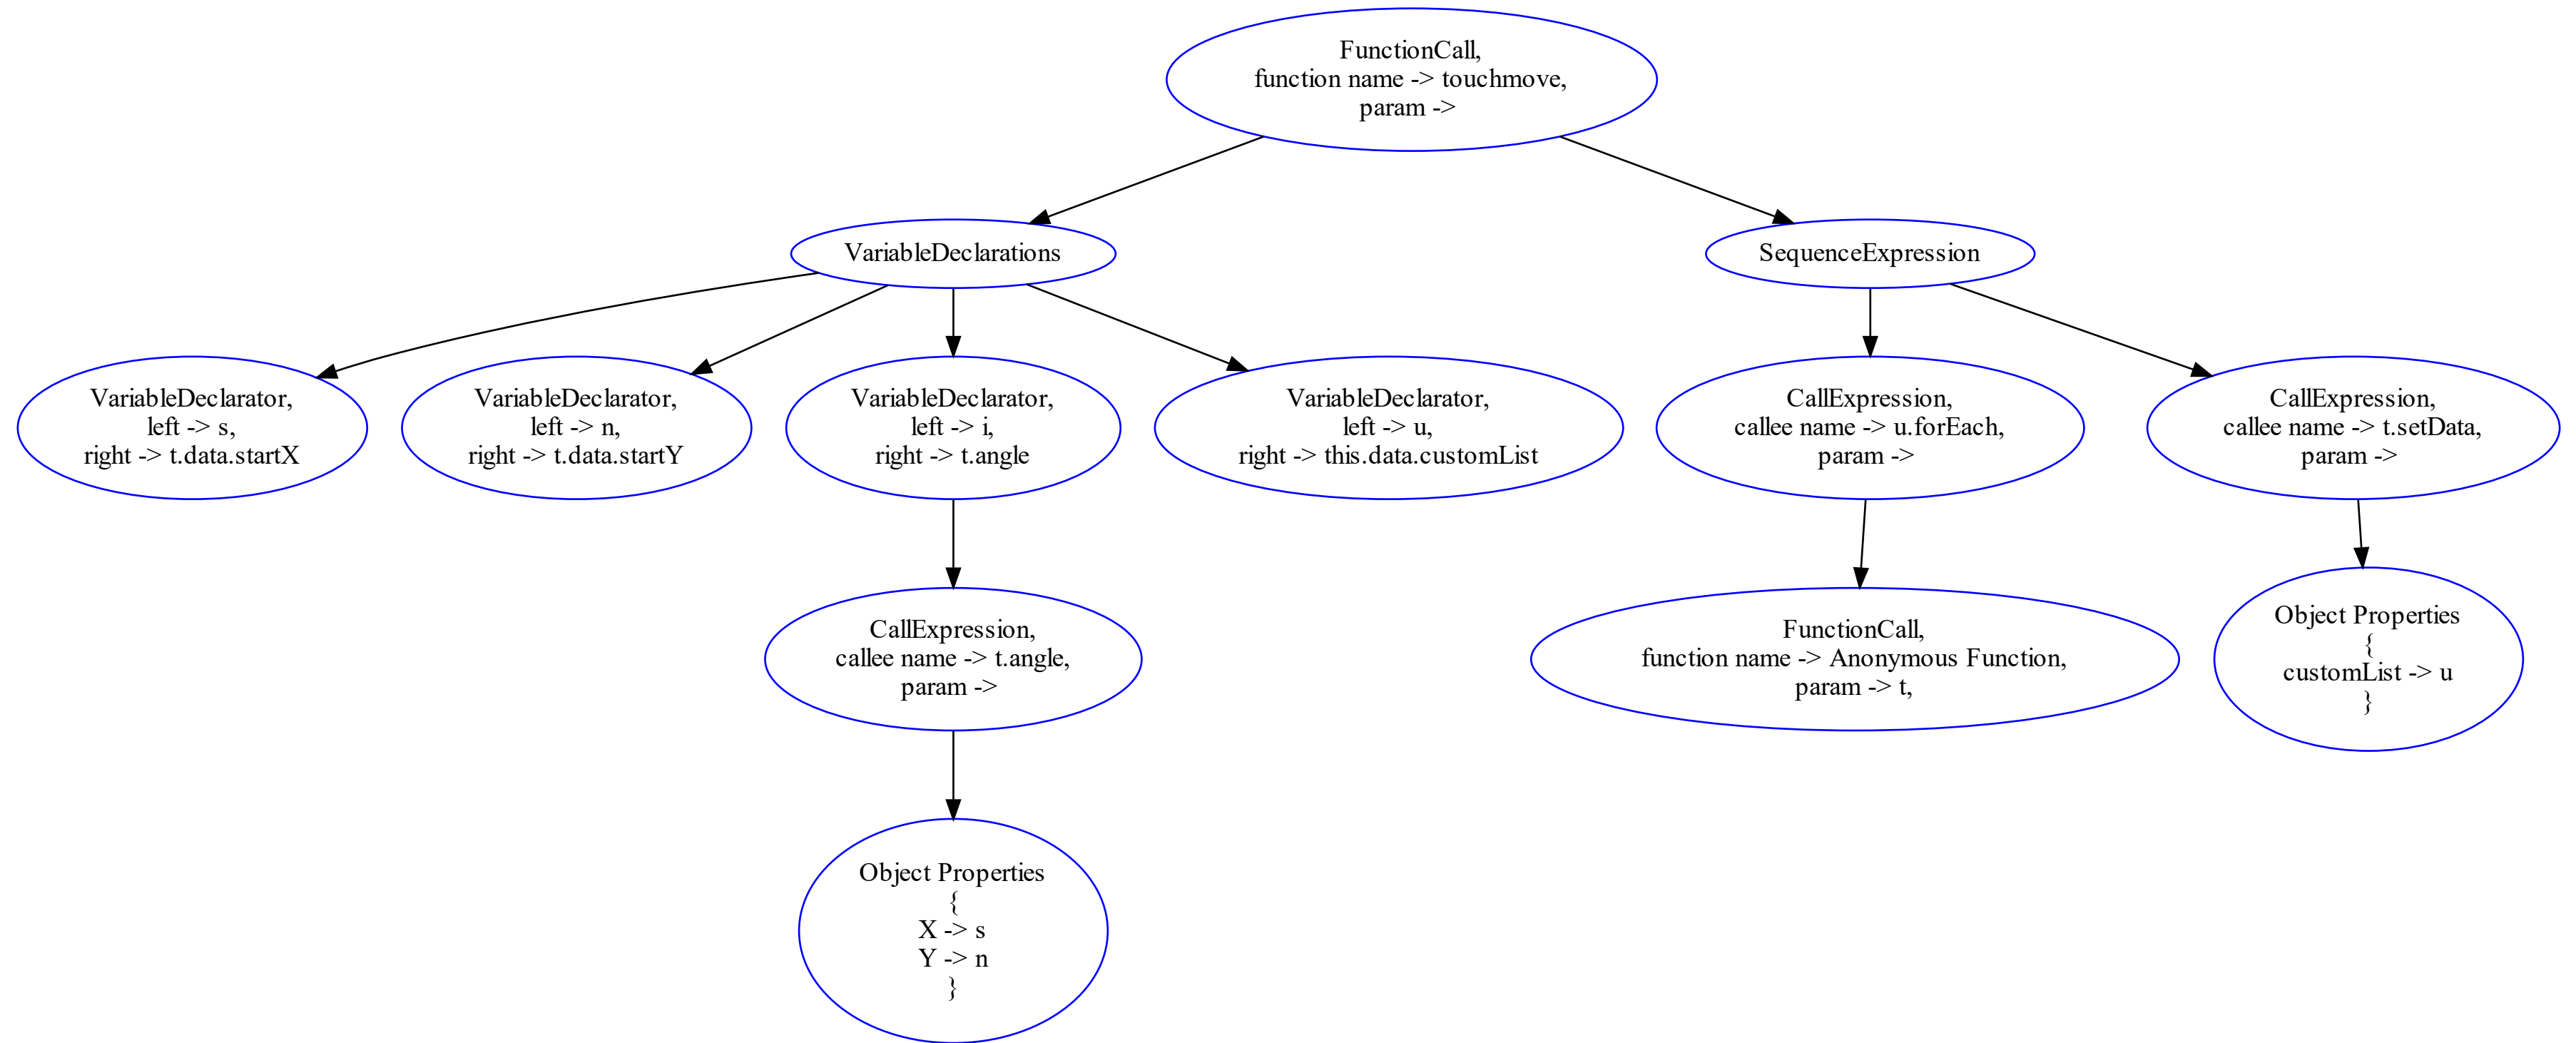 FunctionCall,
function name -> touchmove,
param ->
VariableDeclarations
SequenceExpression
VariableDeclarator,
left -> s,
right -> t.data.startX
VariableDeclarator,
left -> n,
right -> t.data.startY
VariableDeclarator,
left -> i,
right -> t.angle
VariableDeclarator,
left -> u,
right -> this.data.customList
CallExpression,
callee name -> u.forEach,
param ->
CallExpression,
callee name -> t.setData,
param ->
CallExpression,
callee name -> t.angle,
param ->
FunctionCall,
function name -> Anonymous Function,
param -> t,
Object Properties
{
customList -> u
}
Object Properties
{
X -> s
Y -> n
}